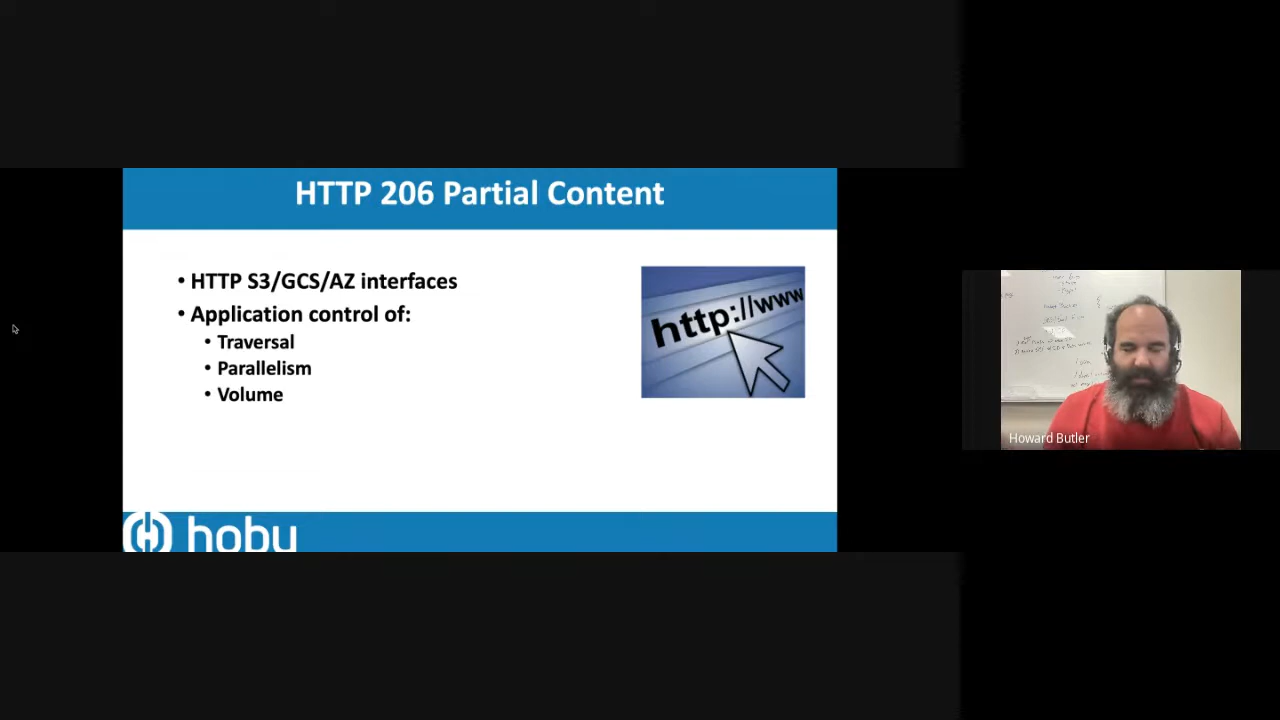 HTTP 206 Partial Content
• HTTP S3/GCS/AZ interfaces
• Application control of:
• Traversal
• Parallelism
• Volume
http://www
hobu
Howard Butler